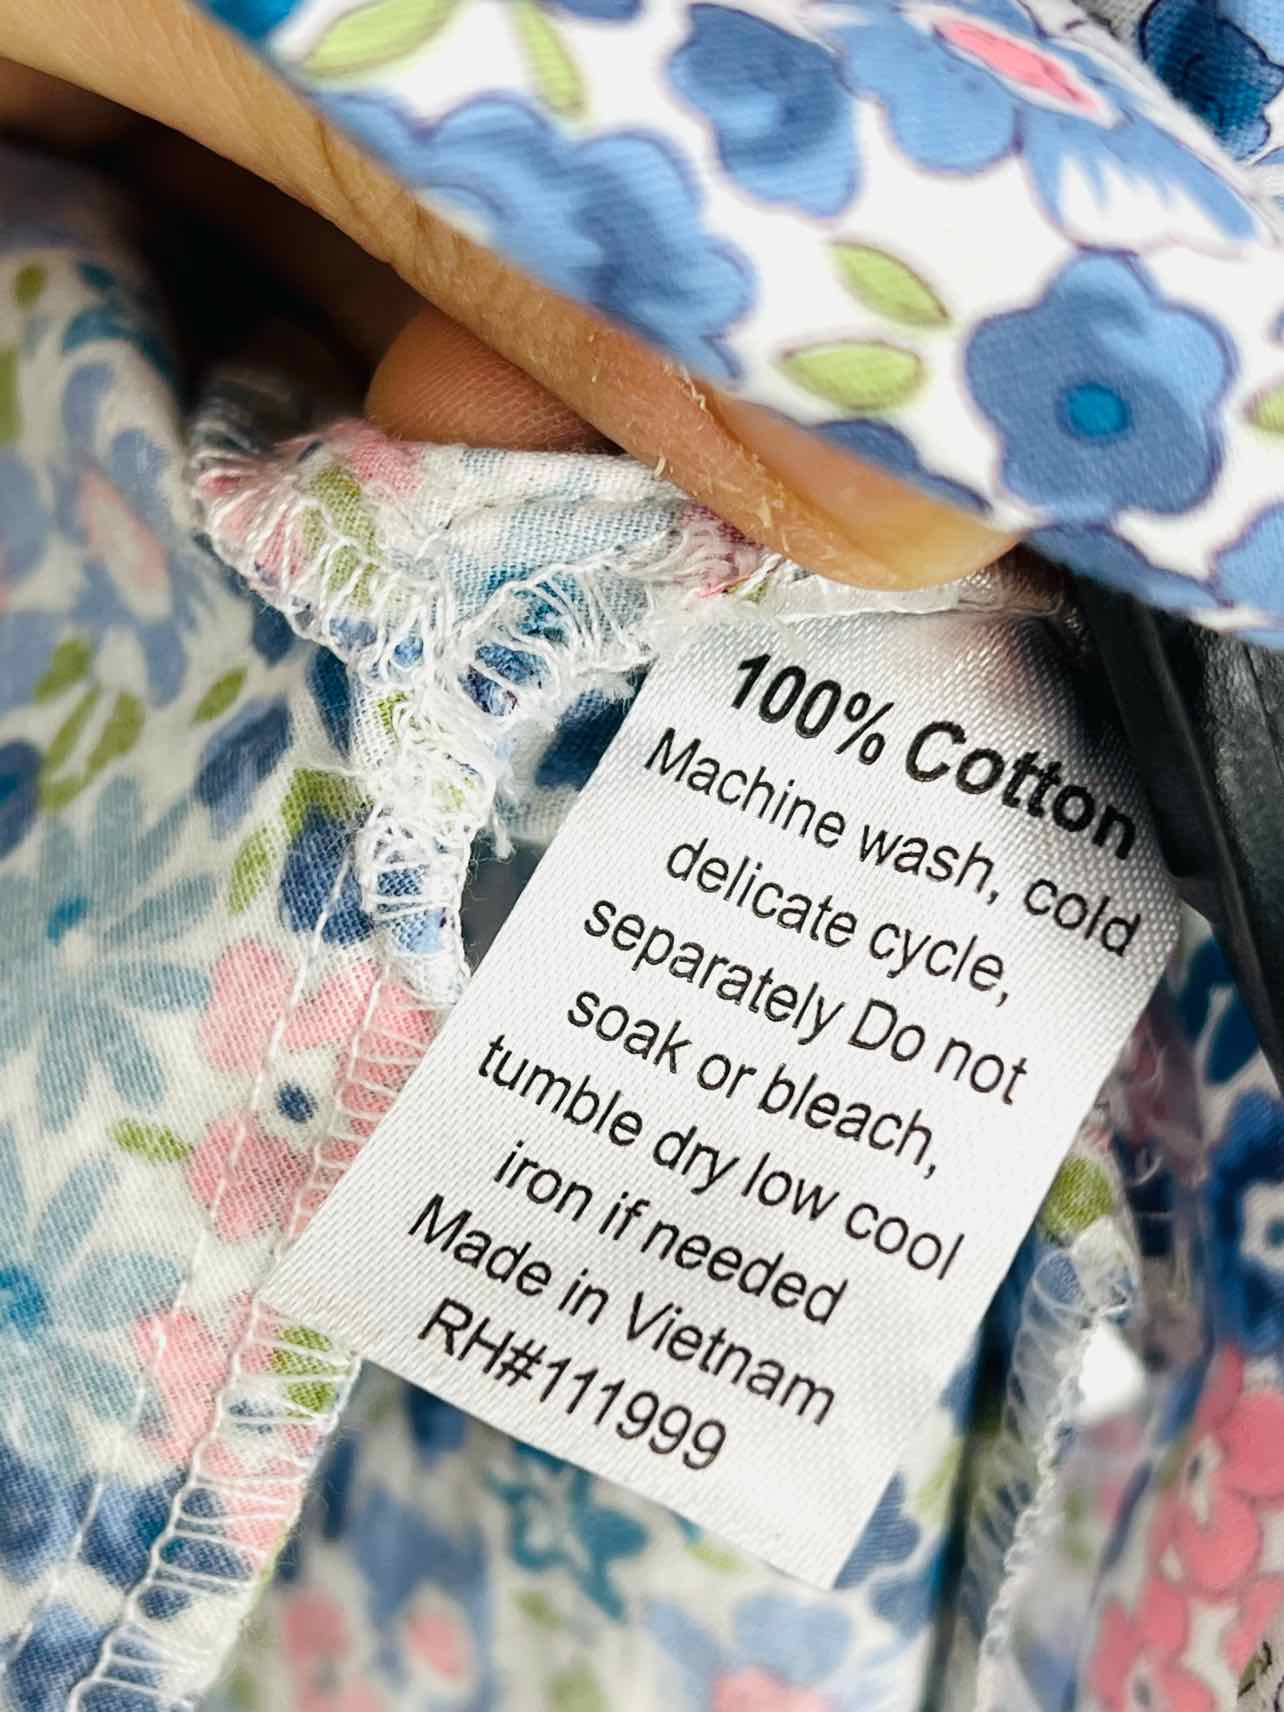 100% Cotton
Machine wash, cold
delicate cycle,
separately Do not
soak or bleach,
tumble dry low cool
iron if needed
Made in Vietnam
RH#111999